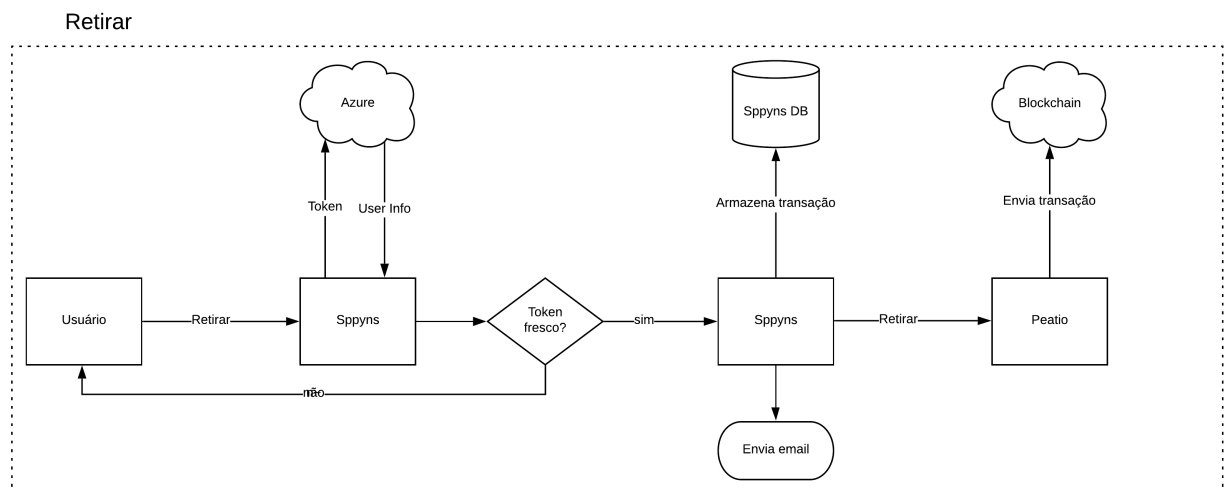 Retirar
Azure
Sppyns DB
Blockchain
Token
User Info
Armazena transação
Envia transação
Usuário
Retirar
Sppyns
Token
fresco?
sim
Sppyns
Retirar
Peatio
não
Envia email